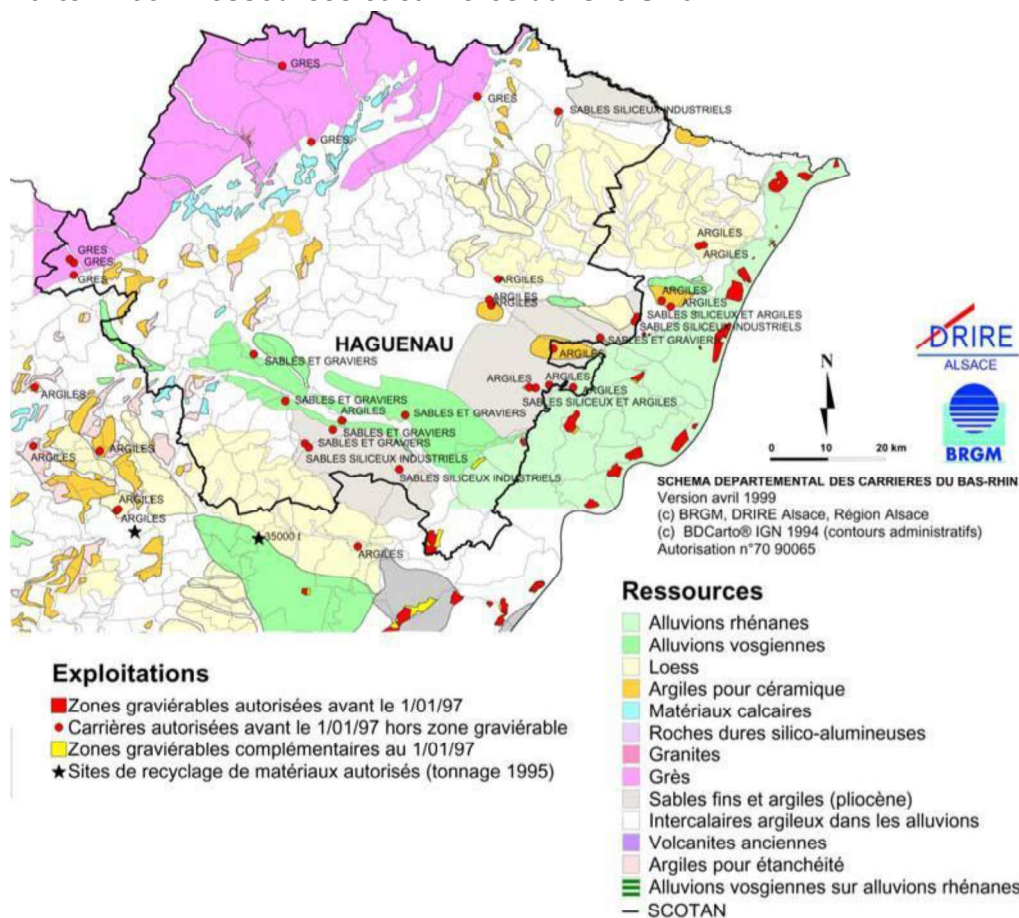 GRES
GRES
SABLES SILICEUX INDUSTRIELS
GRES
ARGILES
ARGILES
GRES
GRES
GRES
ARGILES
ARGILES
ARGILES
ARGILES
ARGILES
SABLES SILICEUX ET ARGILES
SABLES SILICEUX INDUSTRIELS
SABLES ET GRAVIERS
HAGUENAU
ARGILES
SABLES ET GRAVIERS
ARGILES
ARGILES
ARGILES
ARGILES
SABLES SILICEUX ET ARGILES
SABLES ET GRAVIERS
ARGILES
SABLES ET GRAVIERS
SABLES ET GRAVIERS
SABLES ET GRAVIERS
ARGILES
ARGILES
SABLES SILICEUX INDUSTRIELS
SABLES SILICEUX INDUSTRIELS
ARGILES
ARGILES
35000 t
ARGILES
DRIRE
ALSACE
N
BRGM
0 10 20 km
SCHEMA DEPARTEMENTAL DES CARRIERES DU BAS-RHIN
Version avril 1999
(c) BRGM, DRIRE Alsace, Région Alsace
(c) BDCarto® IGN 1994 (contours administratifs)
Autorisation n°70 90065
Exploitations
Zones graviérables autorisées avant le 1/01/97
Carrières autorisées avant le 1/01/97 hors zone graviérable
Zones graviérables complémentaires au 1/01/97
Sites de recyclage de matériaux autorisés (tonnage 1995)
Ressources
Alluvions rhénanes
Alluvions vosgiennes
Loess
Argiles pour céramique
Matériaux calcaires
Roches dures silico-alumineuses
Granites
Grès
Sables fins et argiles (pliocène)
Intercalaires argileux dans les alluvions
Volcanites anciennes
Argiles pour étanchéité
Alluvions vosgiennes sur alluvions rhénanes
SCOTAN